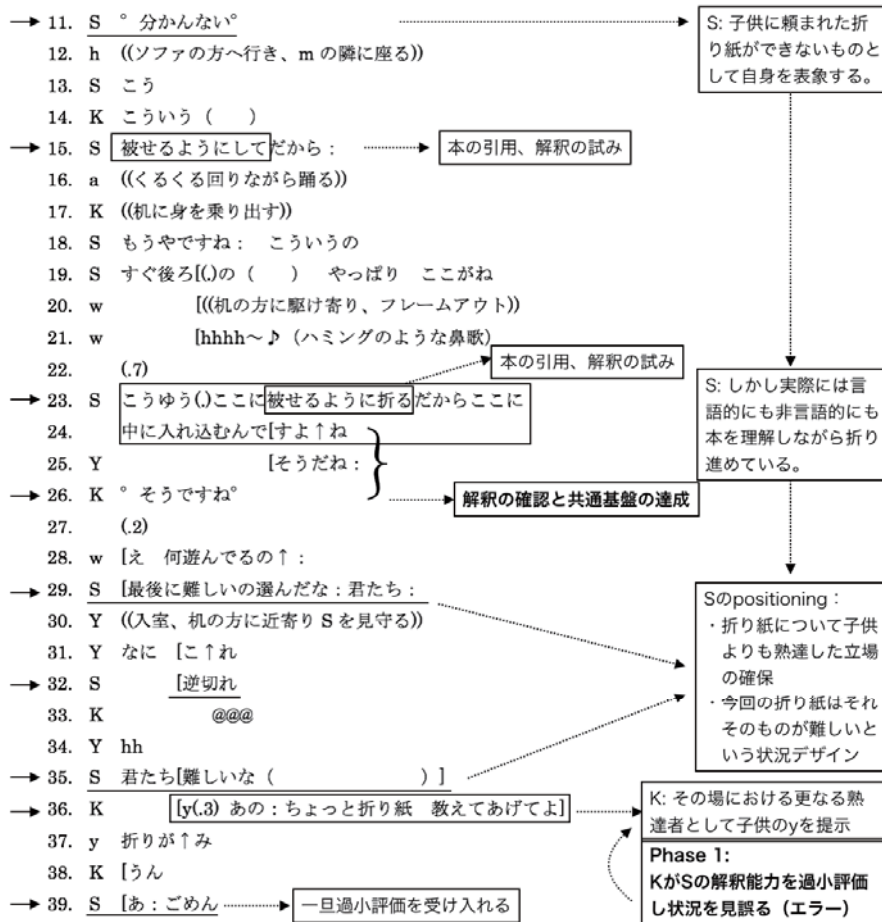 → 11. S ° 分かんない°
S: 子供に頼まれた折
り紙ができないものと
して自身を表象する。
12. h ((ソファの方へ行き、m の隣に座る))
13. S こう
14. K こういう（　　）
→ 15. S 被せるようにしてだから：
本の引用、解釈の試み
16. a ((くるくる回りながら踊る))
17. K ((机に身を乗り出す))
18. S もうやですね：　こういうの
19. S すぐ後ろ[(.)の（　　）　やっぱり　ここがね
20. w [((机の方に駆け寄り、フレームアウト))
21. w [hhhh～♪（ハミングのような鼻歌）
22. (.7)
本の引用、解釈の試み
→ 23. S こうゆう(.)ここに被せるように折るだからここに
24. 中に入れ込むんで[すよ↑ね
S: しかし実際には言
語的にも非言語的にも
本を理解しながら折り
進めている。
25. Y [そうだね：
→ 26. K ° そうですね°
解釈の確認と共通基盤の達成
27. (.2)
28. w [え　何遊んでるの↑：
→ 29. S [最後に難しいの選んだな：君たち：
30. Y ((入室、机の方に近寄り S を見守る))
31. Y なに　[こ↑れ
→ 32. S [逆切れ
33. K @@@
34. Y hh
Sのpositioning：
・折り紙について子供
よりも熟達した立場
の確保
・今回の折り紙はそれ
そのものが難しいと
いう状況デザイン
→ 35. S 君たち[難しいな（　　　　　　　　）]
→ 36. K [y(.3) あの：ちょっと折り紙　教えてあげてよ]
K: その場における更なる熟
達者として子供のyを提示
37. y 折りが↑み
38. K [うん
→ 39. S [あ：ごめん
一旦過小評価を受け入れる
Phase 1:
KがSの解釈能力を過小評価
し状況を見誤る（エラー）